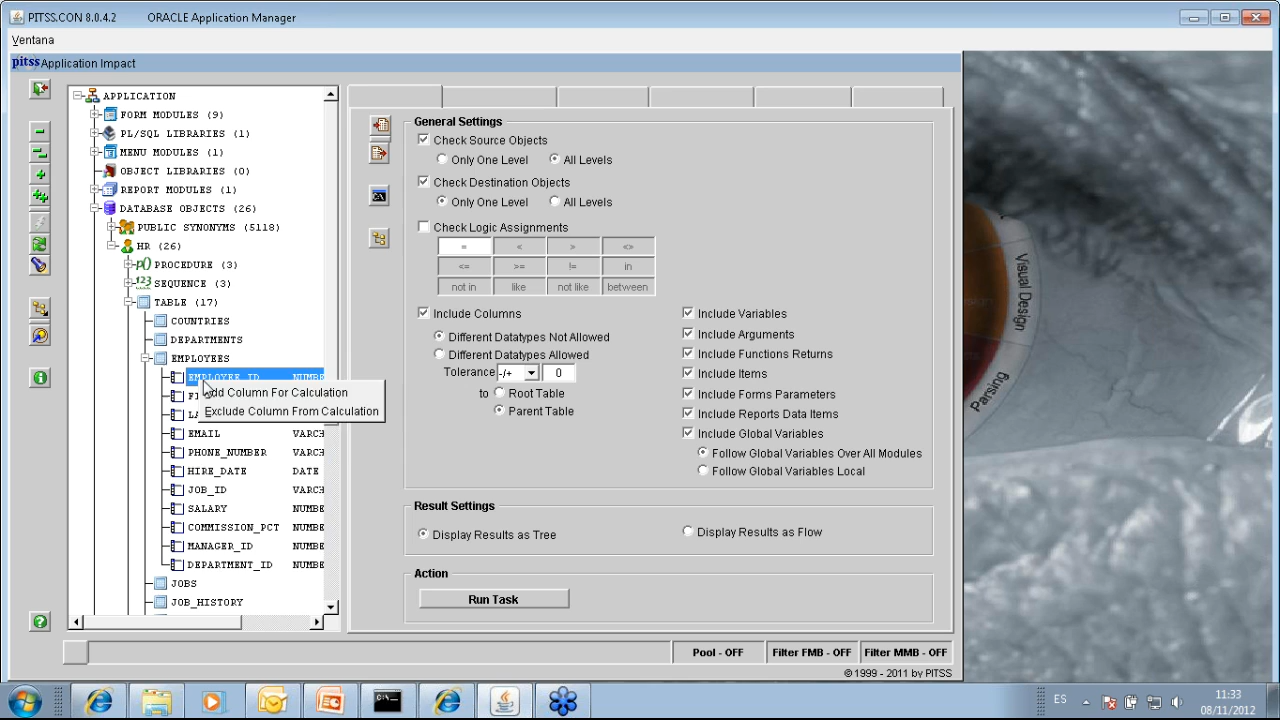 PITSS.CON 8.0.4.2 ORACLE Application Manager
Ventana
pitss Application Impact
APPLICATION
FORM MODULES (9)
PL/SQL LIBRARIES (1)
MENU MODULES (1)
OBJECT LIBRARIES (0)
REPORT MODULES (1)
DATABASE OBJECTS (26)
PUBLIC SYNONYMS (5118)
HR (26)
PROCEDURE (3)
SEQUENCE (3)
TABLE (17)
COUNTRIES
DEPARTMENTS
EMPLOYEES
EMPLOYEE_ID NUMBE
Add Column For Calculation
Exclude Column From Calculation
EMAIL VARCH
PHONE_NUMBER VARCH
HIRE_DATE DATE
JOB_ID VARCH
SALARY NUMBE
COMMISSION_PCT NUMBE
MANAGER_ID NUMBE
DEPARTMENT_ID NUMBE
JOBS
JOB_HISTORY
General Settings
Check Source Objects
Only One Level All Levels
Check Destination Objects
Only One Level All Levels
Check Logic Assignments
= < > <>
<= >= != in
not in like not like between
Include Columns
Different Datatypes Not Allowed
Different Datatypes Allowed
Tolerance -/+ 0
to Root Table
Parent Table
Include Variables
Include Arguments
Include Functions Returns
Include Items
Include Forms Parameters
Include Reports Data Items
Include Global Variables
Follow Global Variables Over All Modules
Follow Global Variables Local
Result Settings
Display Results as Tree Display Results as Flow
Action
Run Task
Pool - OFF Filter FMB - OFF Filter MMB - OFF
© 1999 - 2011 by PITSS
Visual Design
Parsing
ES
11:33
08/11/2012